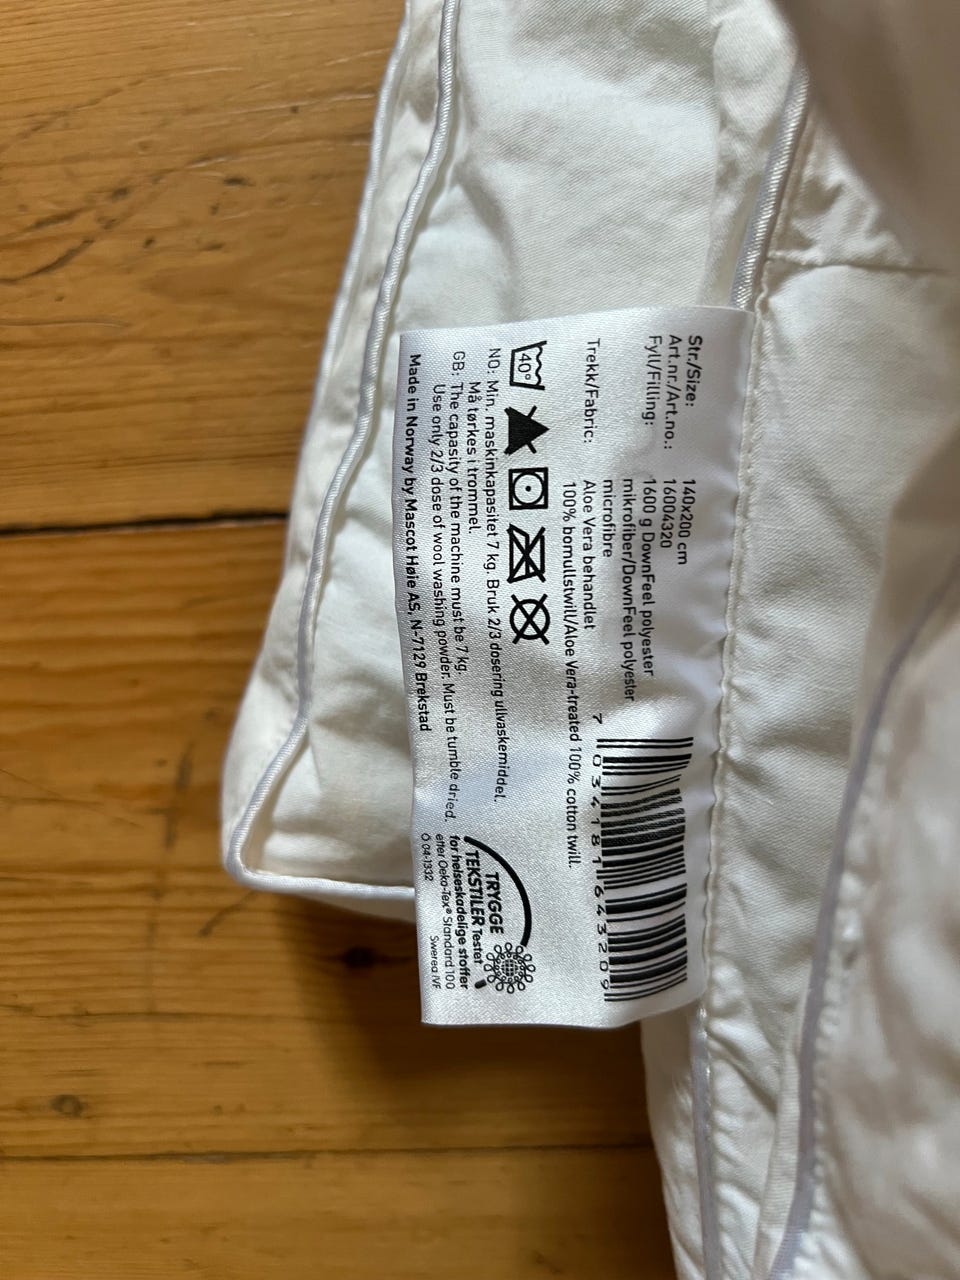 Str./Size: 140x200 cm
Art.nr./Art.no.: 16004320
Fyll/Filling: 1600 g DownFeel polyester
mikrofiber/DownFeel polyester
microfibre
Trekk/Fabric: Aloe Vera behandlet
100% bomullstwill/Aloe Vera-treated 100% cotton twill.
7 034181 643209
40°
NO: Min. maskinkapasitet 7 kg. Bruk 2/3 dosering ullvaskemiddel.
Må tørkes i trommel.
GB: The capasity of the machine must be 7 kg.
Use only 2/3 dose of wool washing powder. Must be tumble dried.
Made in Norway by Mascot Høie AS, N-7129 Brekstad
TRYGGE
TEKSTILER Testet
for helseskadelige stoffer
etter Oeko-Tex® Standard 100
Ö 04-1332 Swerea IVF